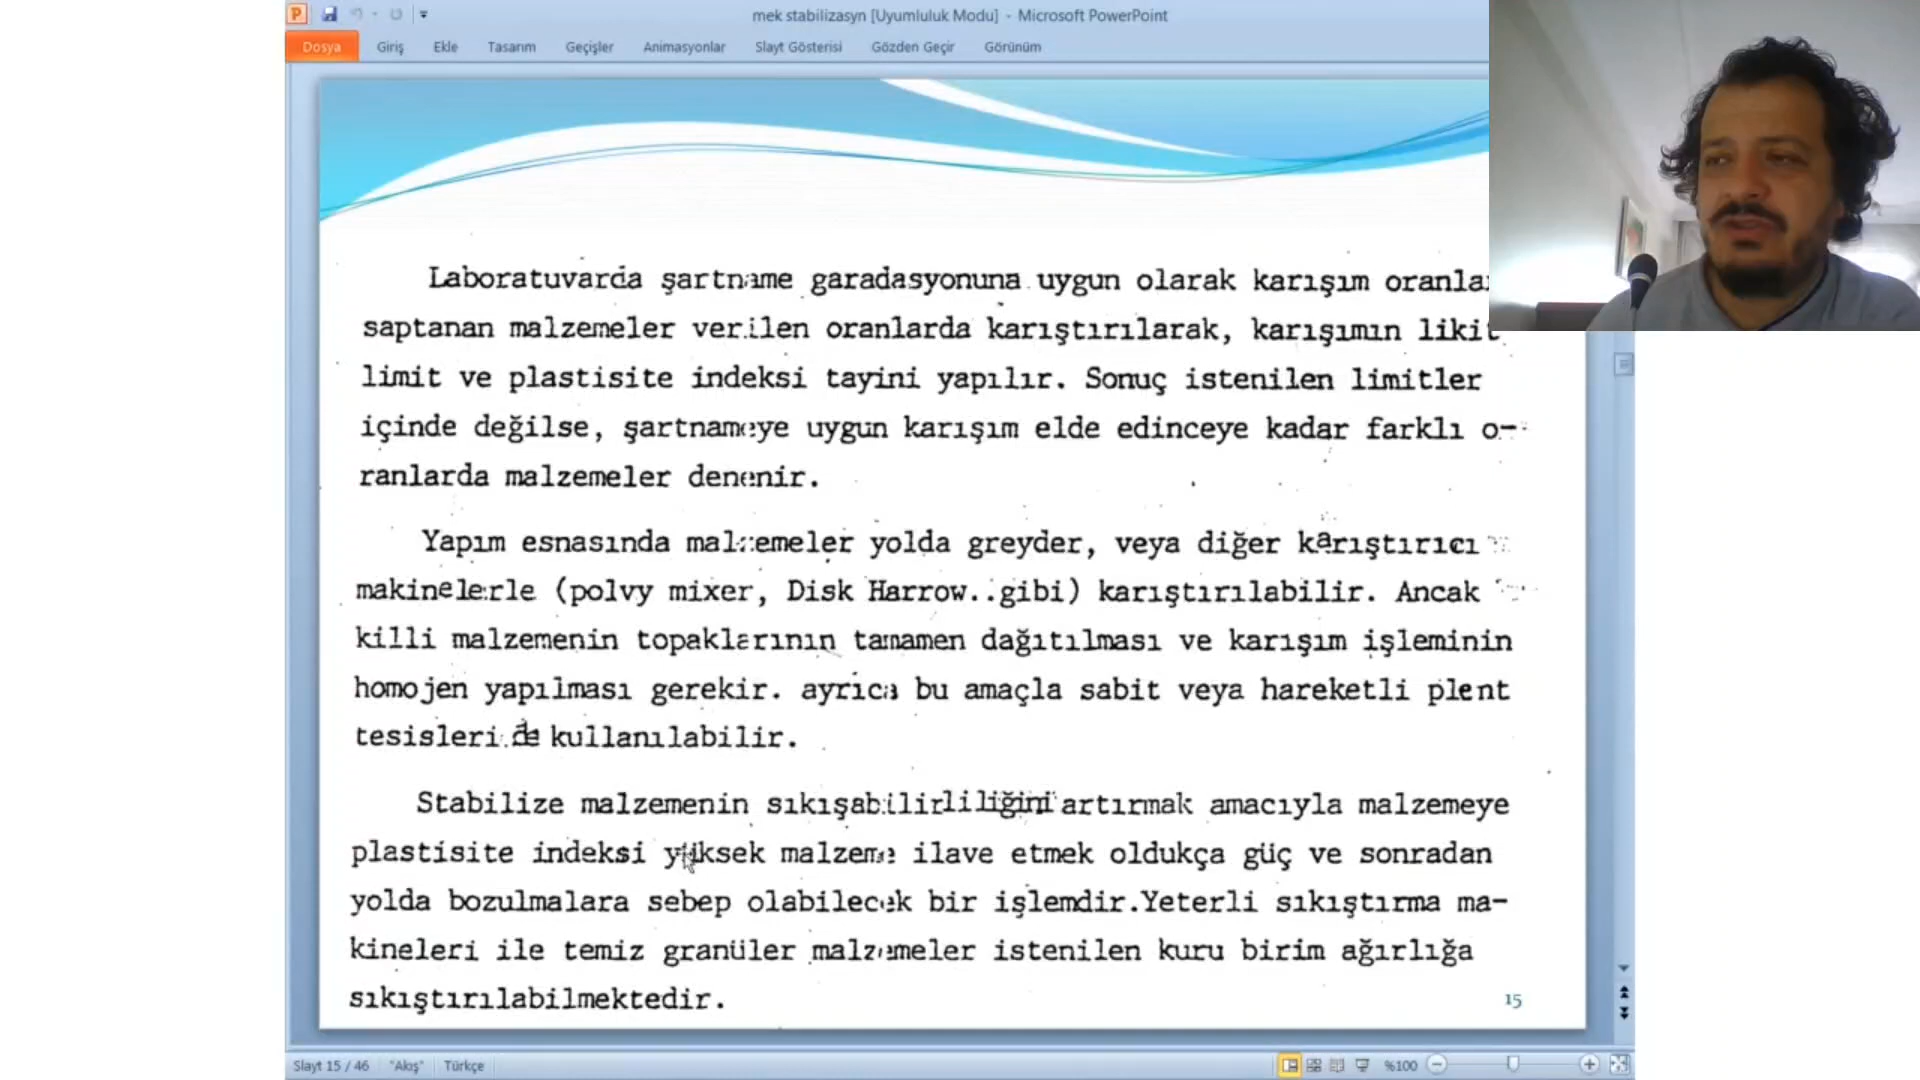 mek stabilizasyn [Uyumluluk Modu] - Microsoft PowerPoint
Dosya Giriş Ekle Tasarım Geçişler Animasyonlar Slayt Gösterisi Gözden Geçir Görünüm
Laboratuvarda şartname garadasyonuna uygun olarak karışım
saptanan malzemeler verilen oranlarda karıştırılarak, karışımın likit
limit ve plastisite indeksi tayini yapılır. Sonuç istenilen limitler
içinde değilse, şartnameye uygun karışım elde edinceye kadar farklı o-
ranlarda malzemeler denenir.
Yapım esnasında malzemeler yolda greyder, veya diğer karıştırıcı
makinelerle (polvy mixer, Disk Harrow..gibi) karıştırılabilir. Ancak
killi malzemenin topaklarının tamamen dağıtılması ve karışım işleminin
homojen yapılması gerekir. ayrica bu amaçla sabit veya hareketli plent
tesisleri de kullanılabilir.
Stabilize malzemenin sıkışabilirliliğini artırmak amacıyla malzemeye
plastisite indeksi yüksek malzeme ilave etmek oldukça güç ve sonradan
yolda bozulmalara sebep olabilecek bir işlemdir.Yeterli sıkıştırma ma-
kineleri ile temiz granüler malzemeler istenilen kuru birim ağırlığa
sıkıştırılabilmektedir.
15
Slayt 15 / 46 "Akış" Türkçe %100